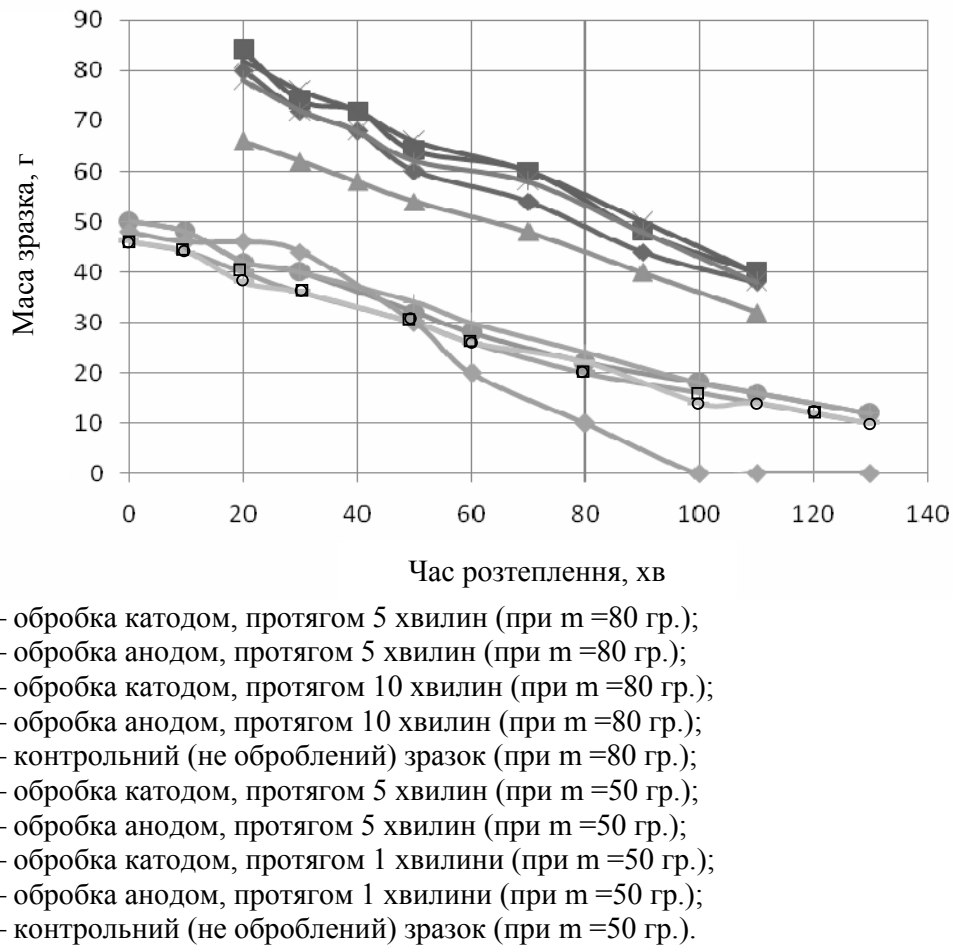 90
80
70
60
50
40
30
20
10
0
Маса зразка, г
0 20 40 60 80 100 120 140
Час розтеплення, хв
– обробка катодом, протягом 5 хвилин (при m =80 гр.);
– обробка анодом, протягом 5 хвилин (при m =80 гр.);
– обробка катодом, протягом 10 хвилин (при m =80 гр.);
– обробка анодом, протягом 10 хвилин (при m =80 гр.);
– контрольний (не оброблений) зразок (при m =80 гр.);
– обробка катодом, протягом 5 хвилин (при m =50 гр.);
– обробка анодом, протягом 5 хвилин (при m =50 гр.);
– обробка катодом, протягом 1 хвилини (при m =50 гр.);
– обробка анодом, протягом 1 хвилини (при m =50 гр.);
– контрольний (не оброблений) зразок (при m =50 гр.).